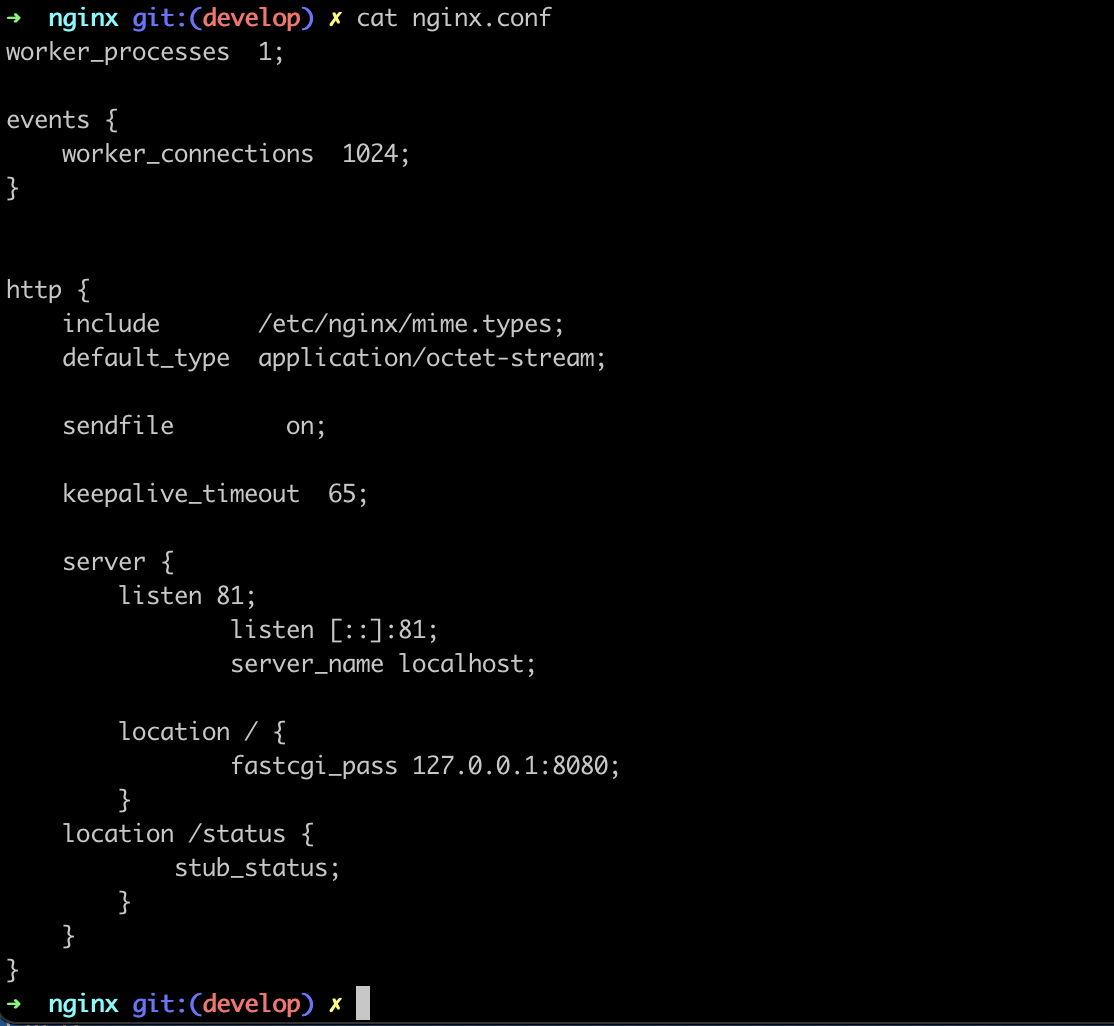 ➜  nginx git:(develop) ✗ cat nginx.conf
worker_processes  1;
events {
    worker_connections  1024;
}
http {
    include       /etc/nginx/mime.types;
    default_type  application/octet-stream;
    sendfile        on;
    keepalive_timeout  65;
    server {
        listen 81;
                listen [::]:81;
                server_name localhost;
        location / {
                fastcgi_pass 127.0.0.1:8080;
        }
    location /status {
            stub_status;
        }
    }
}
➜  nginx git:(develop) ✗